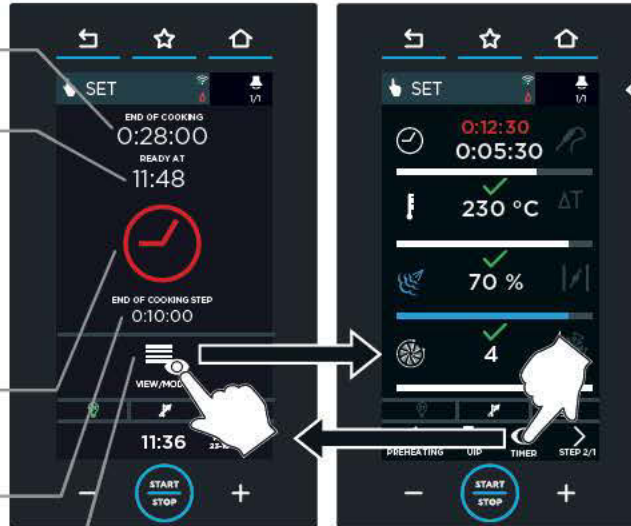 SET
1/1
END OF COOKING
0:28:00
READY AT
11:48
END OF COOKING STEP
0:10:00
11:36
START
STOP
- +
SET
1/1
0:12:30
0:05:30
230 °C
ΔT
70 %
4
PREHEATING
TIMER
STEP 2/1
START
STOP
- +